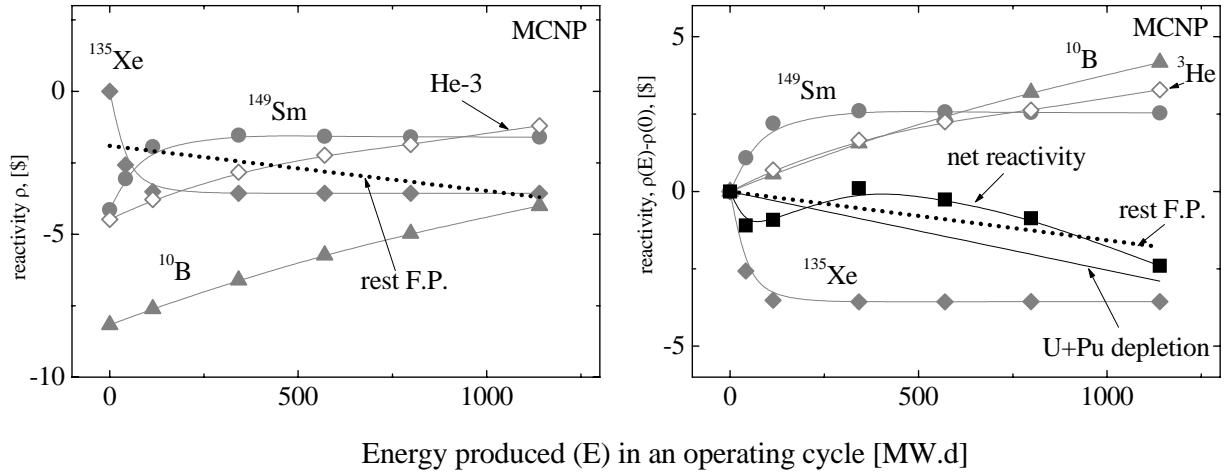 MCNP
¹³⁵Xe
He-3
¹⁴⁹Sm
¹⁰B
rest F.P.
reactivity ρ, [$]
0
-5
-10
0
500
1000
MCNP
¹⁰B
³He
¹⁴⁹Sm
net reactivity
rest F.P.
¹³⁵Xe
U+Pu depletion
reactivity, ρ(E)-ρ(0), [$]
5
0
-5
0
500
1000
Energy produced (E) in an operating cycle [MW.d]